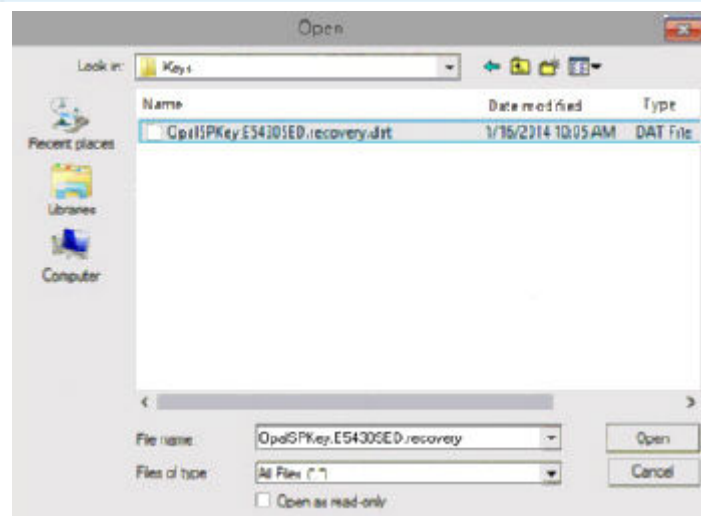 Open
Look in: Keys
Name Date modified Type
OpalSPKey.E5430SED.recovery.dat 1/16/2014 10:05 AM DAT File
Recent places
Libraries
Computer
File name: OpalSPKey.E5430SED.recovery
Open
Files of type: All Files (*.*)
Cancel
Open as read-only